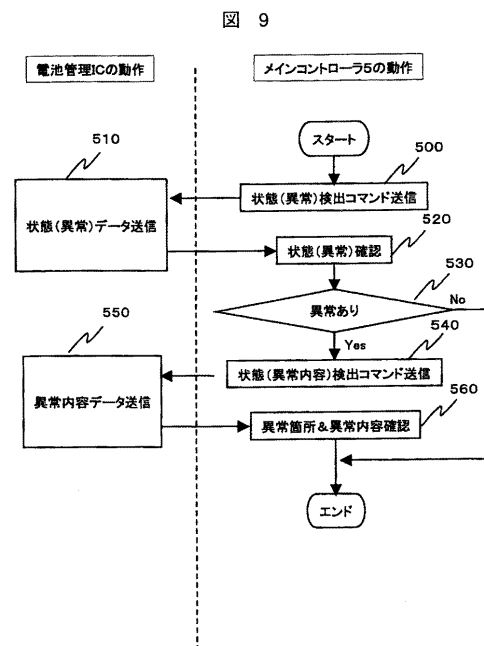 図 9
電池管理ICの動作
メインコントローラ5の動作
スタート
500
状態(異常)検出コマンド送信
510
状態(異常)データ送信
520
状態(異常)確認
530
異常あり
No
Yes
540
状態(異常内容)検出コマンド送信
550
異常内容データ送信
560
異常箇所&異常内容確認
エンド